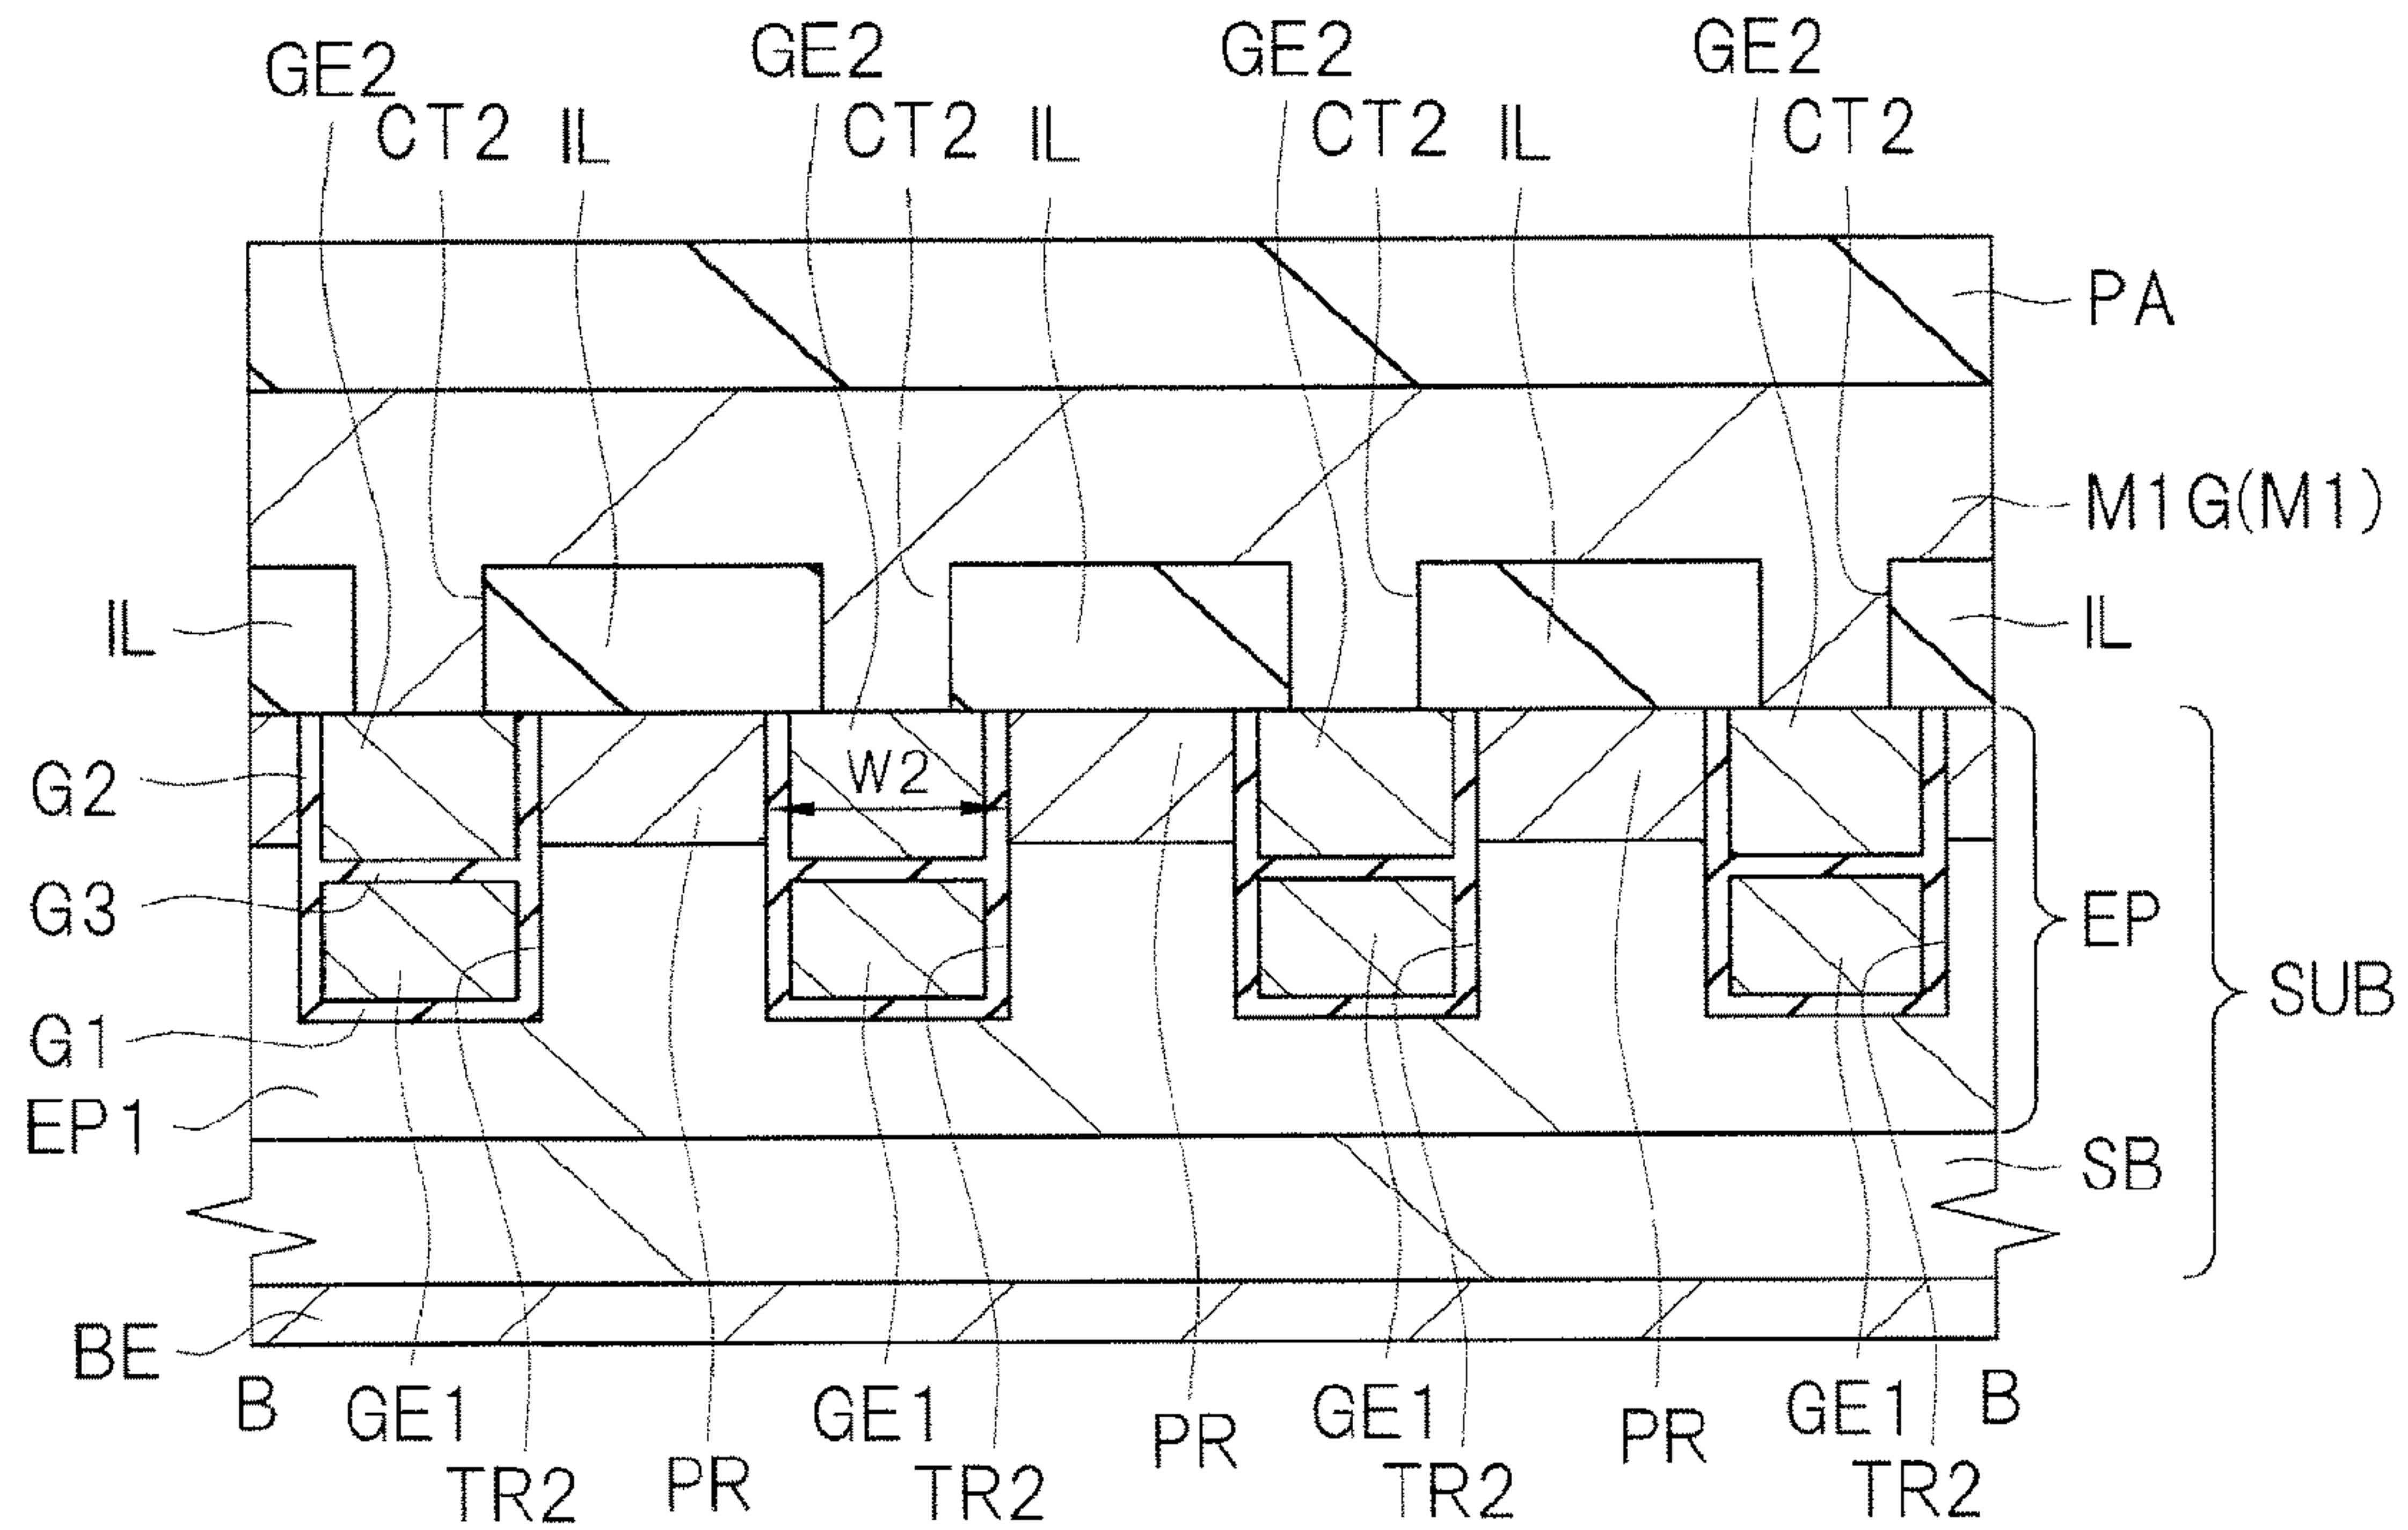 GE2 GE2 GE2 GE2
CT2 IL CT2 IL CT2 IL CT2
PA
M1G(M1)
IL IL
G2 W2
G3 EP
SUB
G1
EP1
SB
BE
B GE1 GE1 PR GE1 PR GE1 B
TR2 PR TR2 TR2 TR2